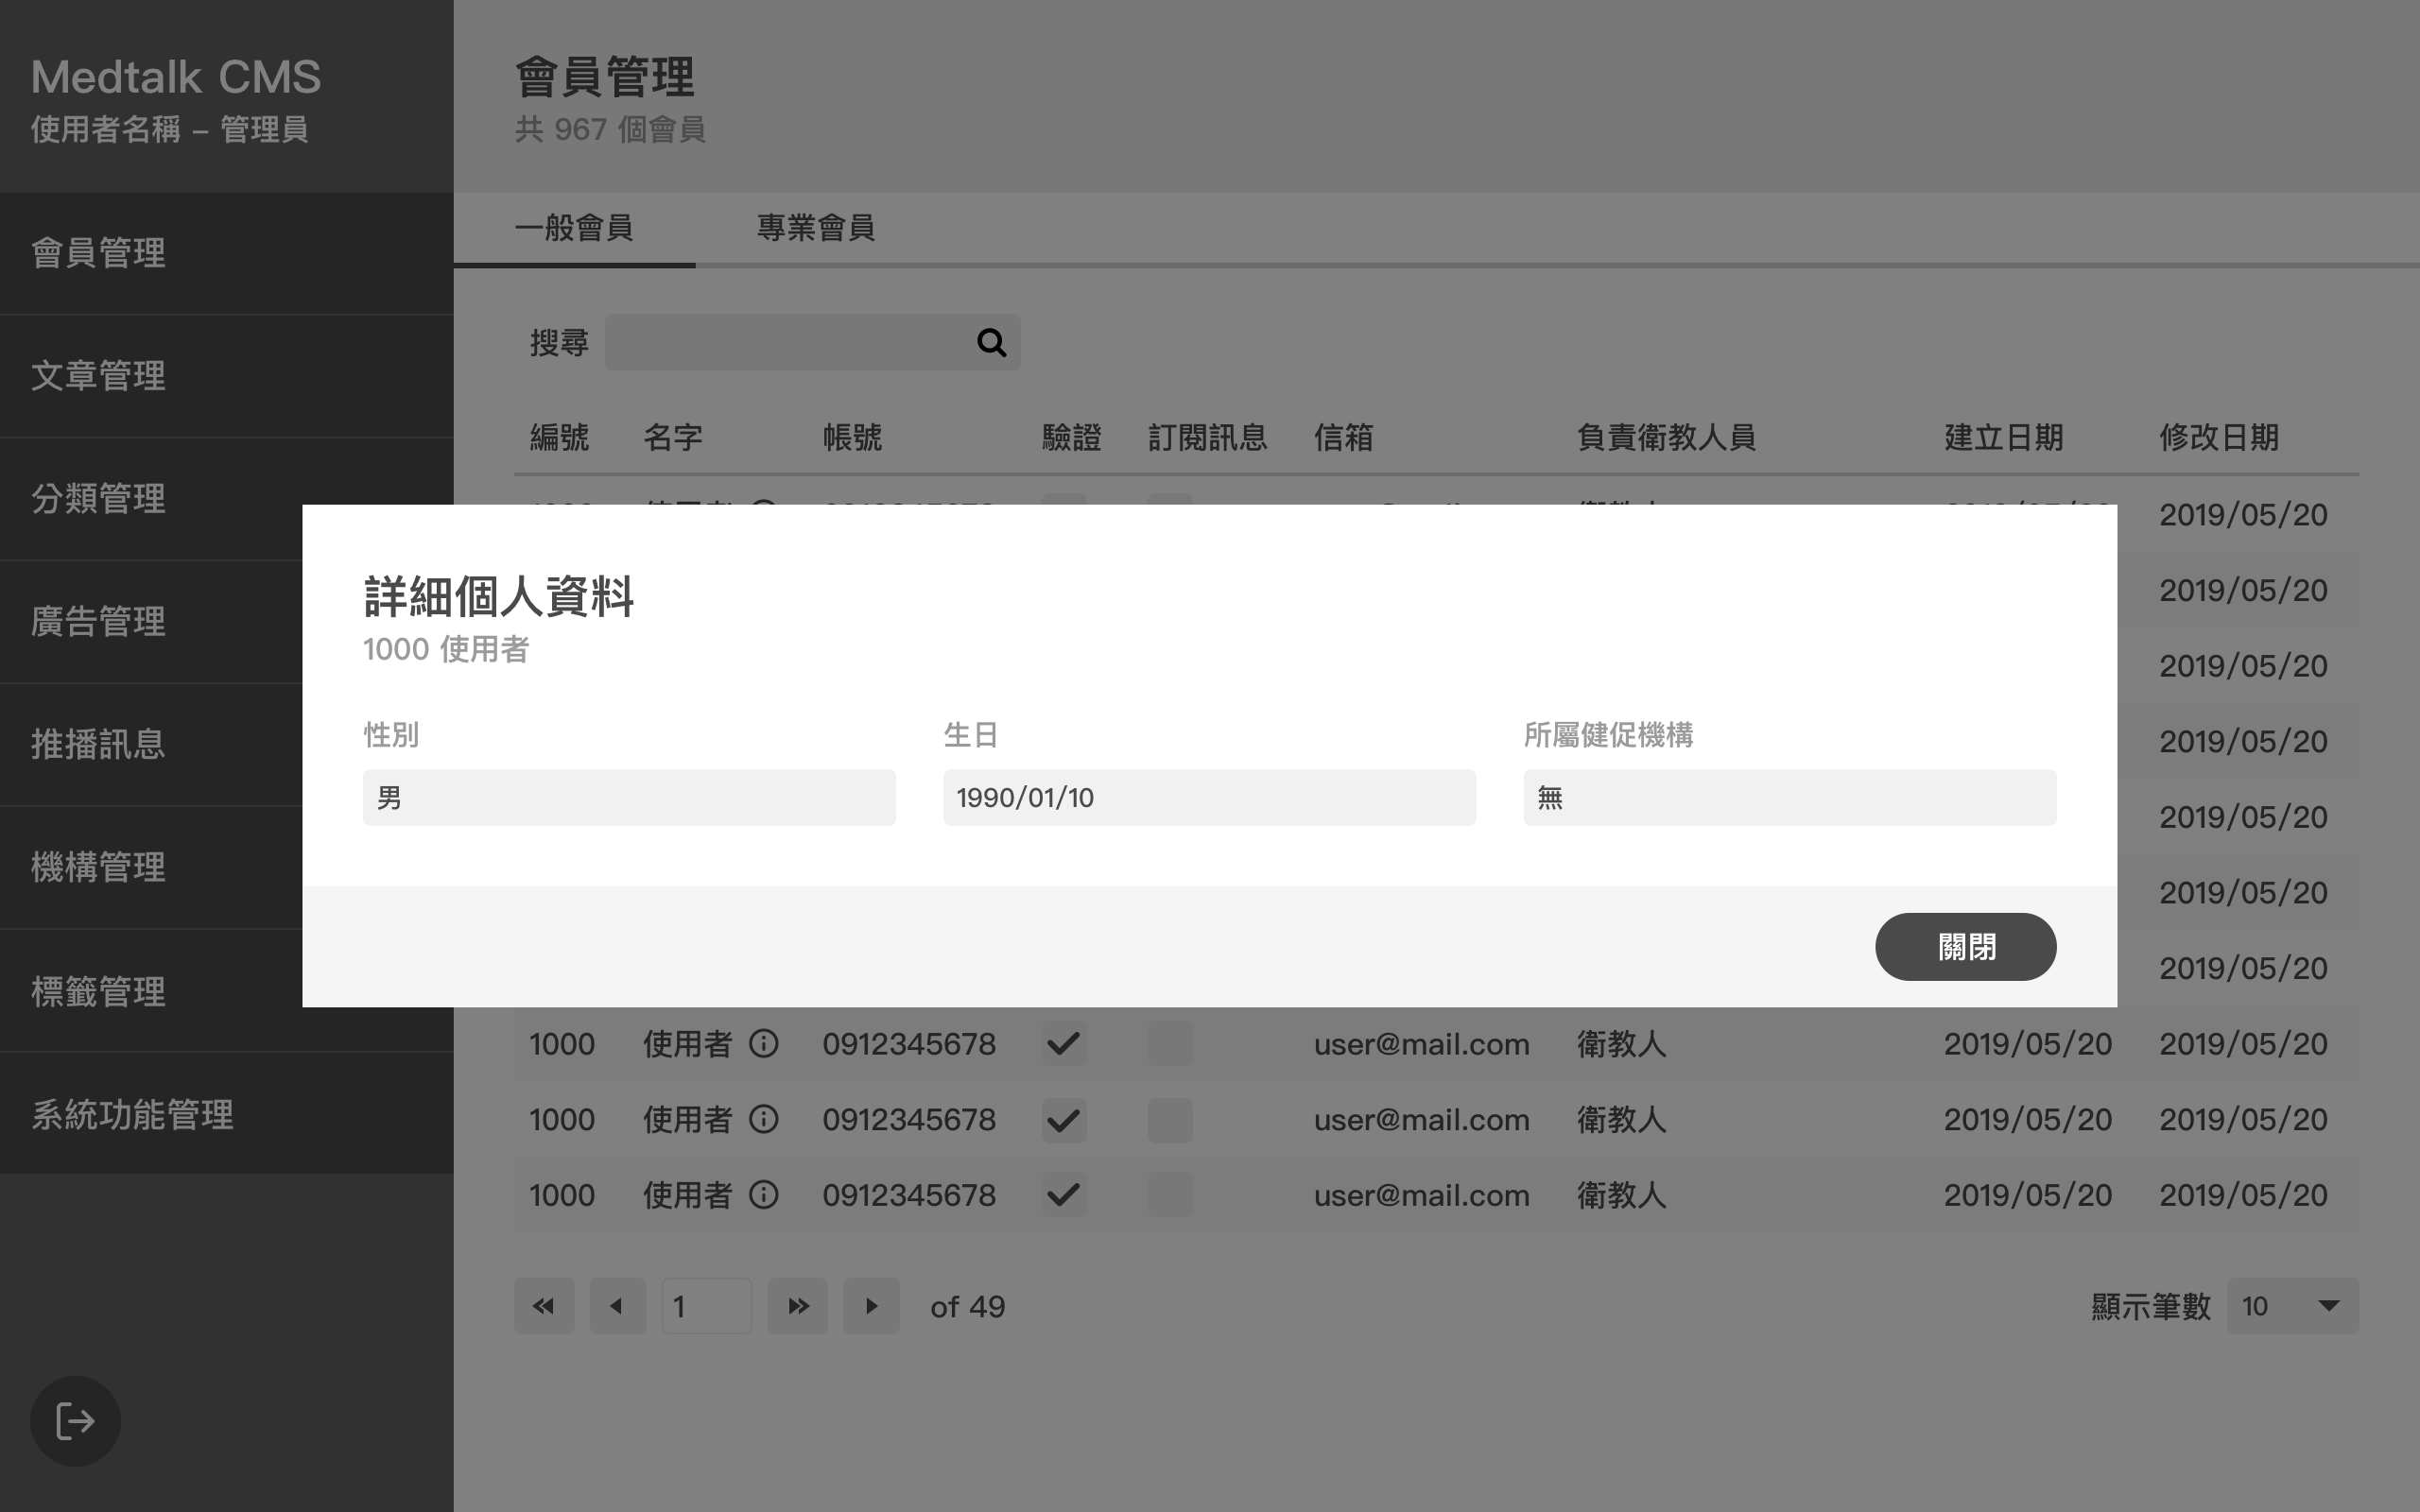 Medtalk CMS
使用者名稱 – 管理員
會員管理
文章管理
分類管理
廣告管理
推播訊息
機構管理
標籤管理
系統功能管理
會員管理
共 967 個會員
一般會員 專業會員
搜尋
編號 名字 帳號 驗證 訂閱訊息 信箱 負責衛教人員 建立日期 修改日期
2019/05/20
2019/05/20
2019/05/20
2019/05/20
2019/05/20
2019/05/20
2019/05/20
詳細個人資料
1000 使用者
性別 生日 所屬健促機構
男 1990/01/10 無
關閉
1000 使用者 0912345678 user@mail.com 衛教人 2019/05/20 2019/05/20
1000 使用者 0912345678 user@mail.com 衛教人 2019/05/20 2019/05/20
1000 使用者 0912345678 user@mail.com 衛教人 2019/05/20 2019/05/20
1 of 49 顯示筆數 10